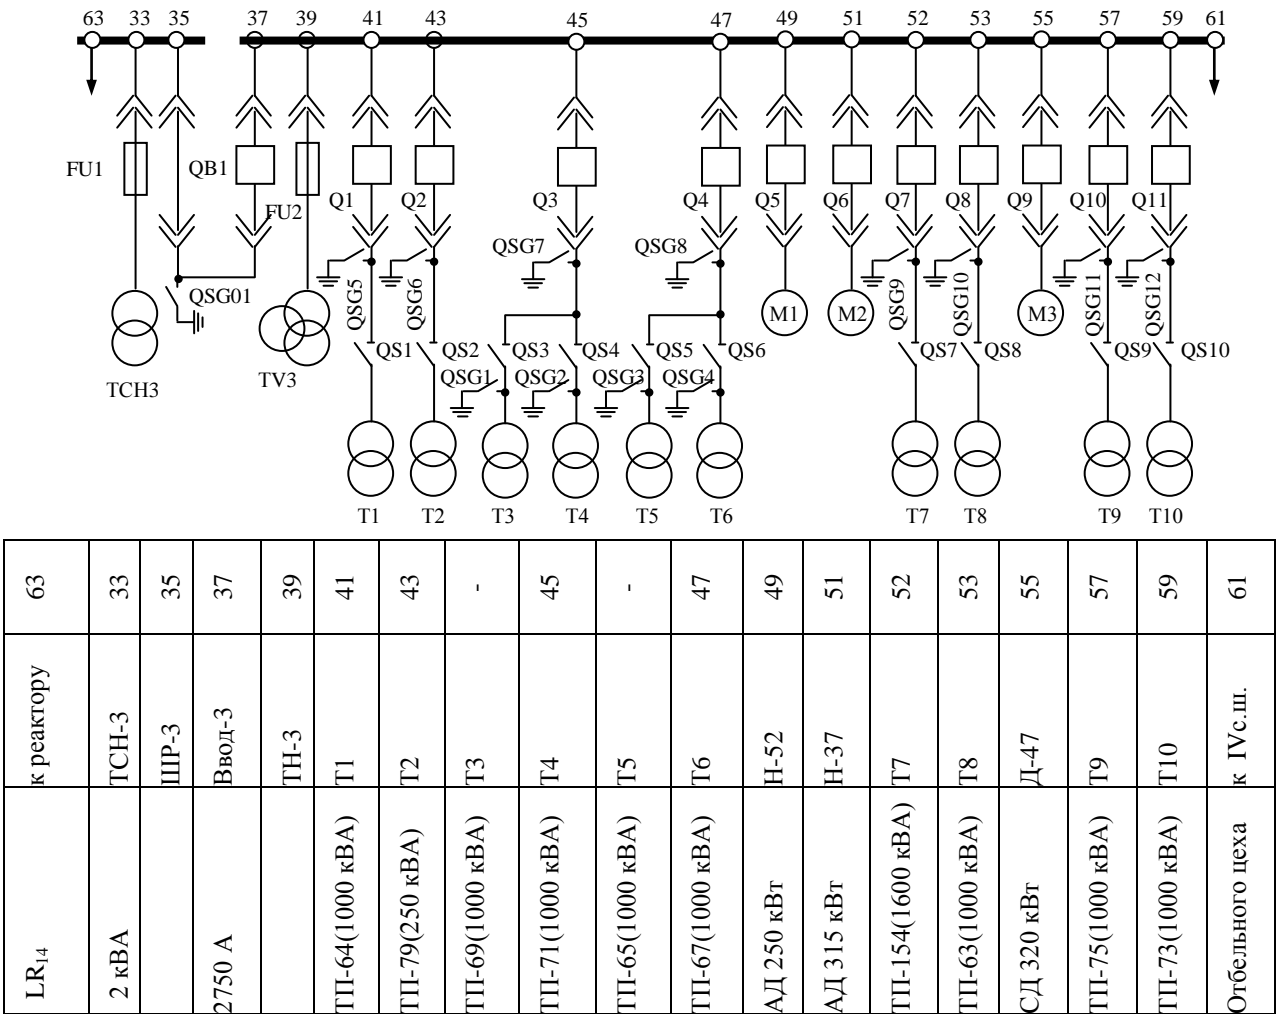 63 33 35 37 39 41 43 45 47 49 51 52 53 55 57 59 61
FU1 QB1 FU2 Q1 Q2 Q3 Q4 Q5 Q6 Q7 Q8 Q9 Q10 Q11
QSG7 QSG8
QSG01 QSG5 QSG6 M1 M2 QSG9 QSG10 M3 QSG11 QSG12
QS1 QS2 QS3 QS4 QS5 QS6 QS7 QS8 QS9 QS10
ТСН3 TV3 QSG1 QSG2 QSG3 QSG4
T1 T2 T3 T4 T5 T6 T7 T8 T9 T10
63 33 35 37 39 41 43 - 45 - 47 49 51 52 53 55 57 59 61
к реактору
ТСН-3
ШР-3
Ввод-3
ТН-3
Т1
Т2
Т3
Т4
Т5
Т6
Н-52
Н-37
Т7
Т8
Д-47
Т9
Т10
к IVс.ш.
LR14
2 кВА
2750 А
ТП-64(1000 кВА)
ТП-79(250 кВА)
ТП-69(1000 кВА)
ТП-71(1000 кВА)
ТП-65(1000 кВА)
ТП-67(1000 кВА)
АД 250 кВт
АД 315 кВт
ТП-154(1600 кВА)
ТП-63(1000 кВА)
СД 320 кВт
ТП-75(1000 кВА)
ТП-73(1000 кВА)
Отбельного цеха